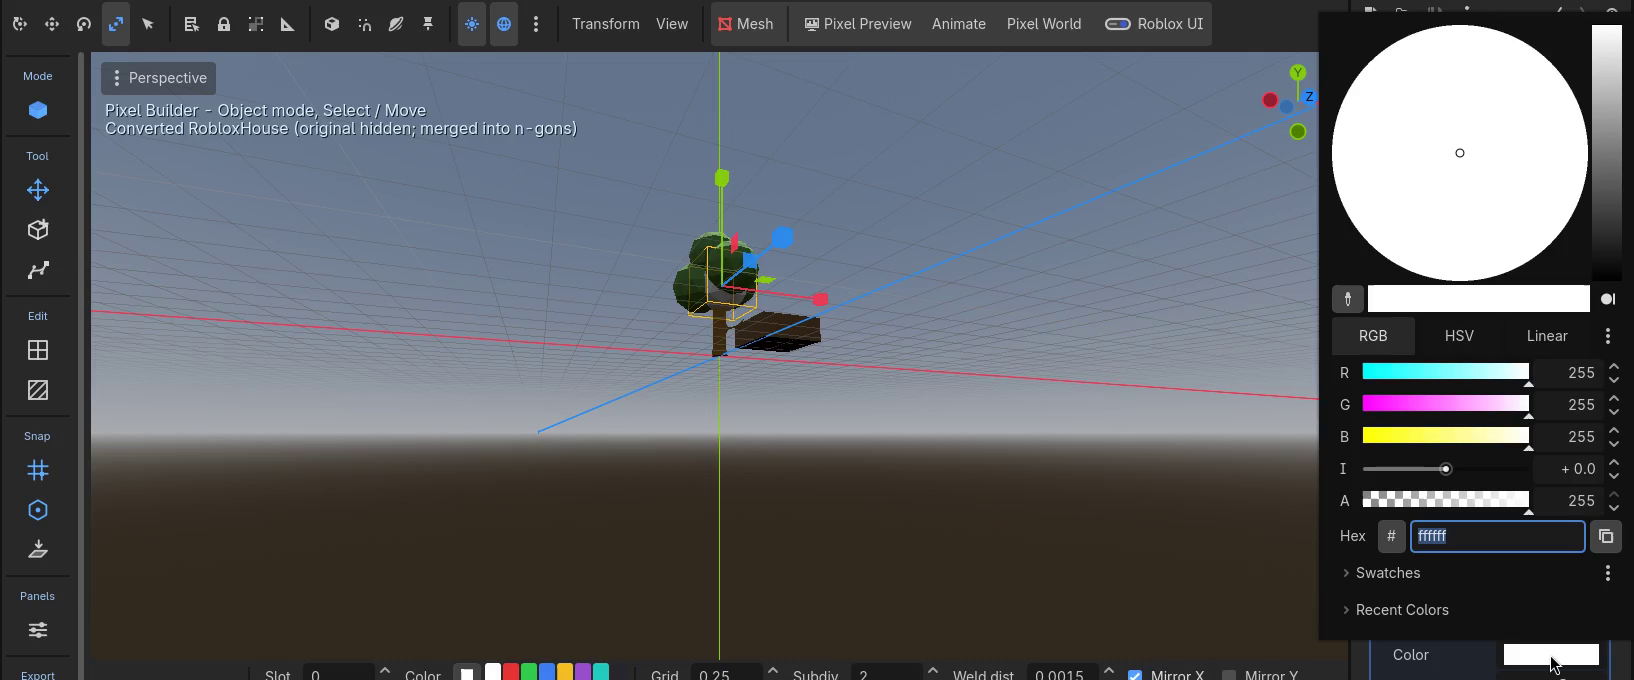 Transform View Mesh Pixel Preview Animate Pixel World Roblox UI
Mode
Tool
Edit
Snap
Panels
Export
Perspective
Pixel Builder - Object mode, Select / Move
Converted RobloxHouse (original hidden; merged into n-gons)
Y
Z
Slot 0 Color Grid 0.25 Subdiv 2 Weld dist 0.0015 Mirror X Mirror Y
RGB HSV Linear
R 255
G 255
B 255
I + 0.0
A 255
Hex # ffffff
Swatches
Recent Colors
Color